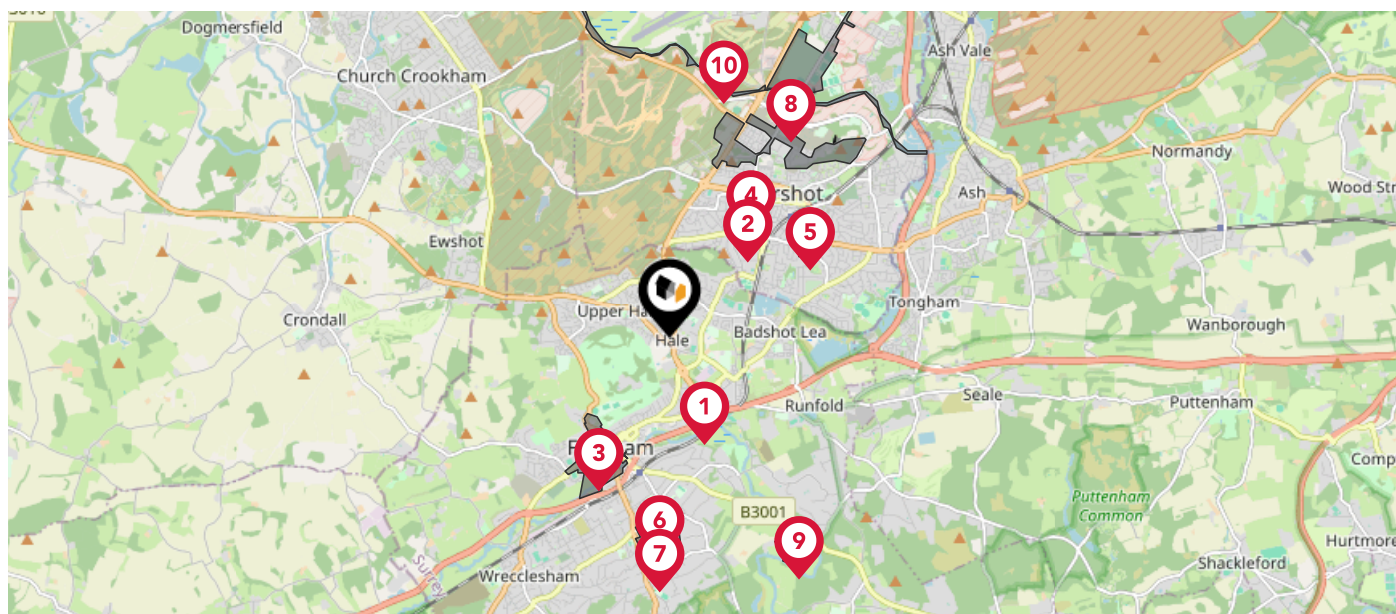 Dogmersfield
Ash Vale
Church Crookham
10
8
Normandy
4
rshot
Ash
Wood Str
2
5
Ewshot
Tongham
Upper Ha
Crondall
Badshot Lea
Wanborough
Hale
1
Runfold
Seale
Puttenham
3
F
am
Comp
Puttenham
Common
6
B3001
9
7
Hurtmore
Shackleford
Surrey
Wrecclesham